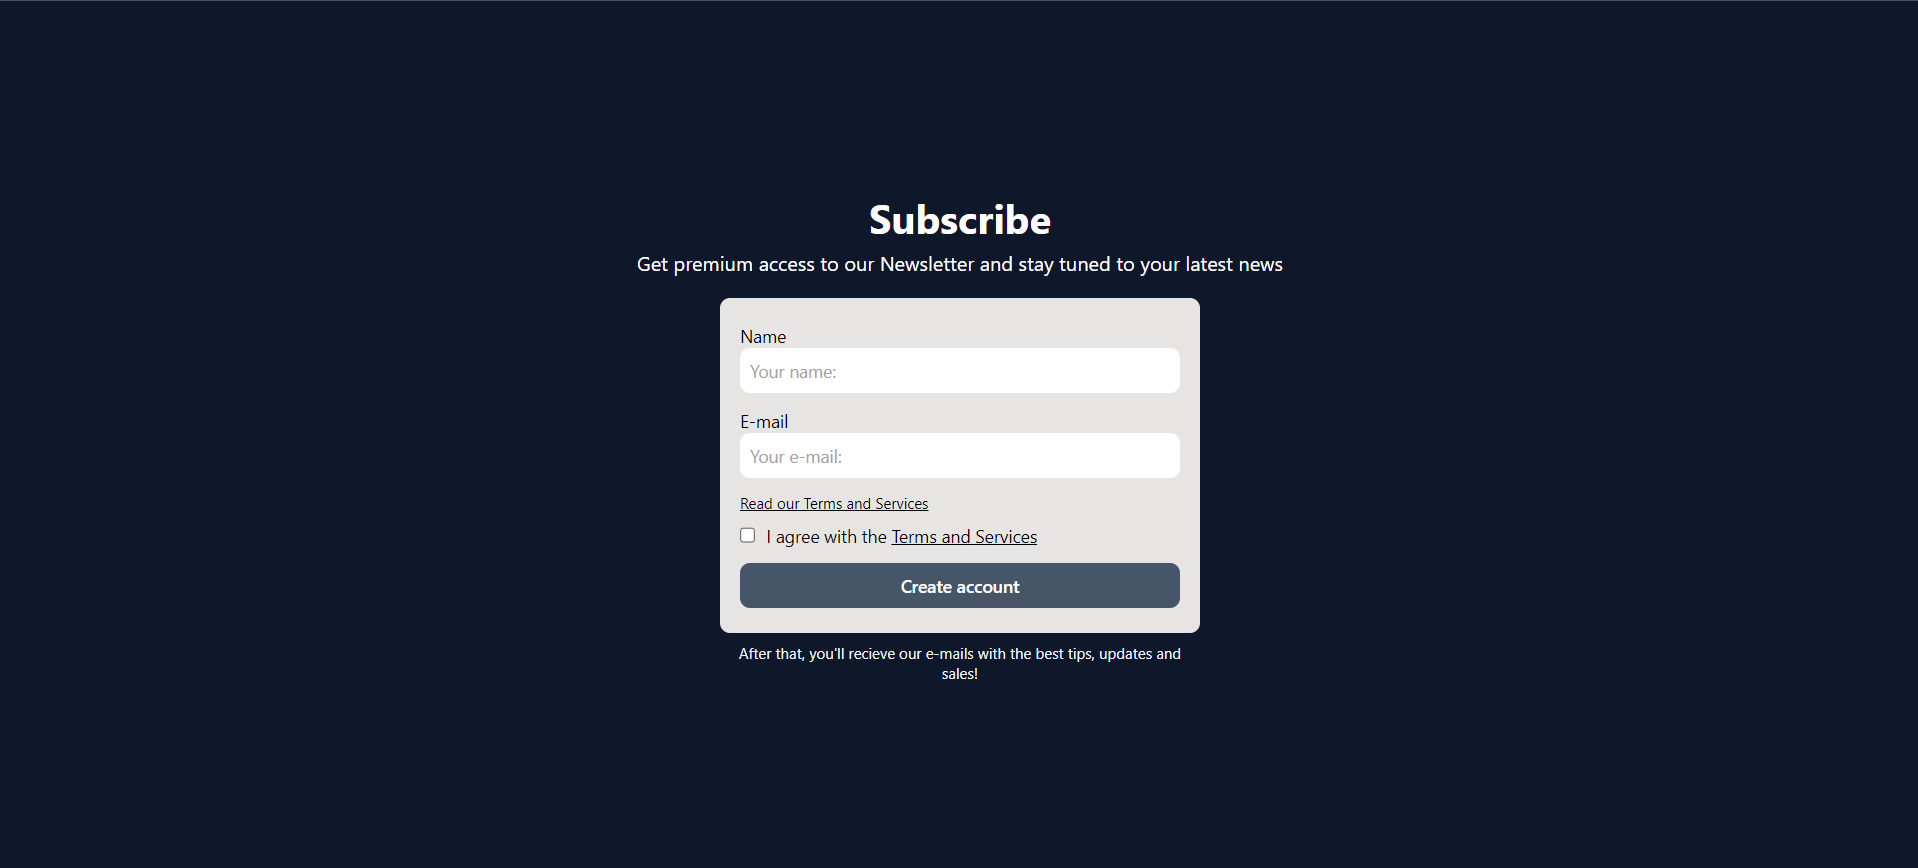 Subscribe
Get premium access to our Newsletter and stay tuned to your latest news
Name
Your name:
E-mail
Your e-mail:
Read our Terms and Services
I agree with the Terms and Services
Create account
After that, you'll recieve our e-mails with the best tips, updates and
sales!